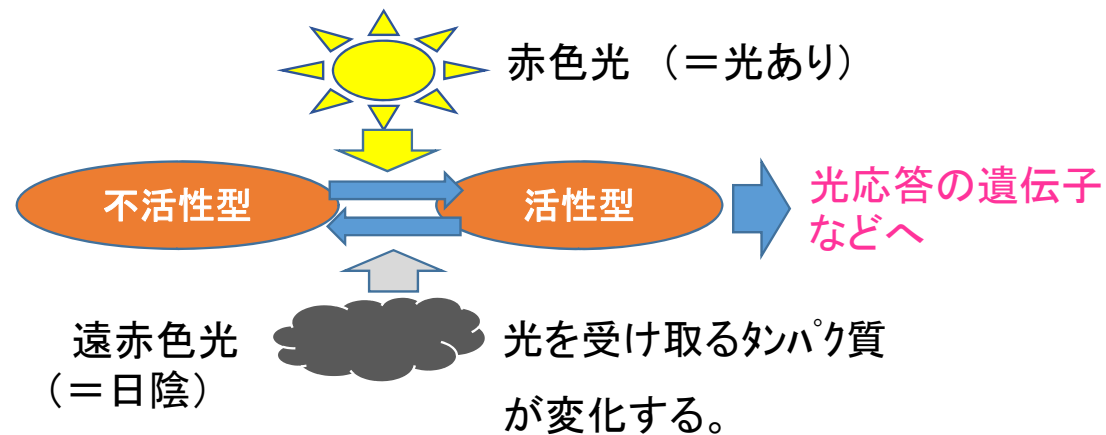 赤色光 （＝光あり）
不活性型
活性型
光応答の遺伝子
などへ
遠赤色光
（＝日陰）
光を受け取るﾀﾝﾊﾟｸ質
が変化する。